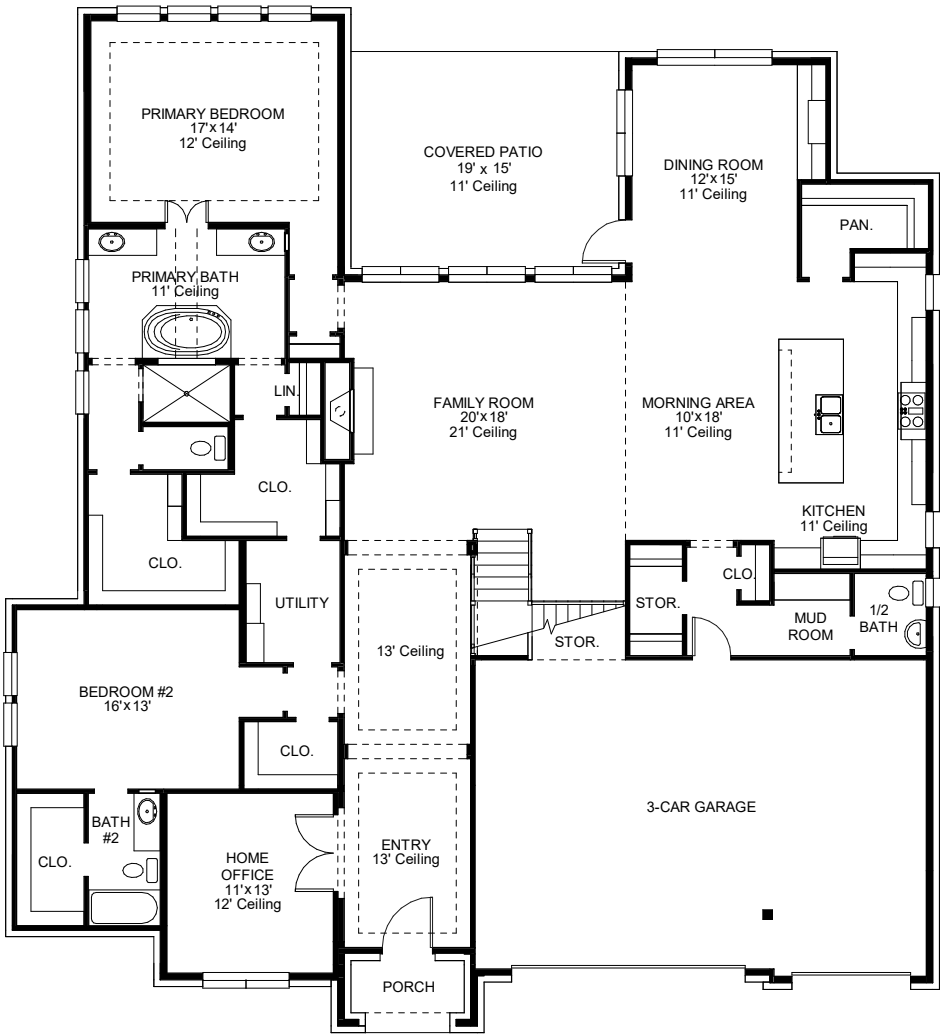 PRIMARY BEDROOM
17'x14'
12' Ceiling
COVERED PATIO
19' x 15'
11' Ceiling
DINING ROOM
12'x15'
11' Ceiling
PAN.
PRIMARY BATH
11' Ceiling
LIN.
FAMILY ROOM
20'x18'
21' Ceiling
MORNING AREA
10'x18'
11' Ceiling
CLO.
KITCHEN
11' Ceiling
CLO.
CLO.
UTILITY
STOR.
STOR.
MUD
ROOM
1/2
BATH
13' Ceiling
BEDROOM #2
16'x13'
CLO.
3-CAR GARAGE
BATH
#2
CLO.
HOME
OFFICE
11'x13'
12' Ceiling
ENTRY
13' Ceiling
PORCH